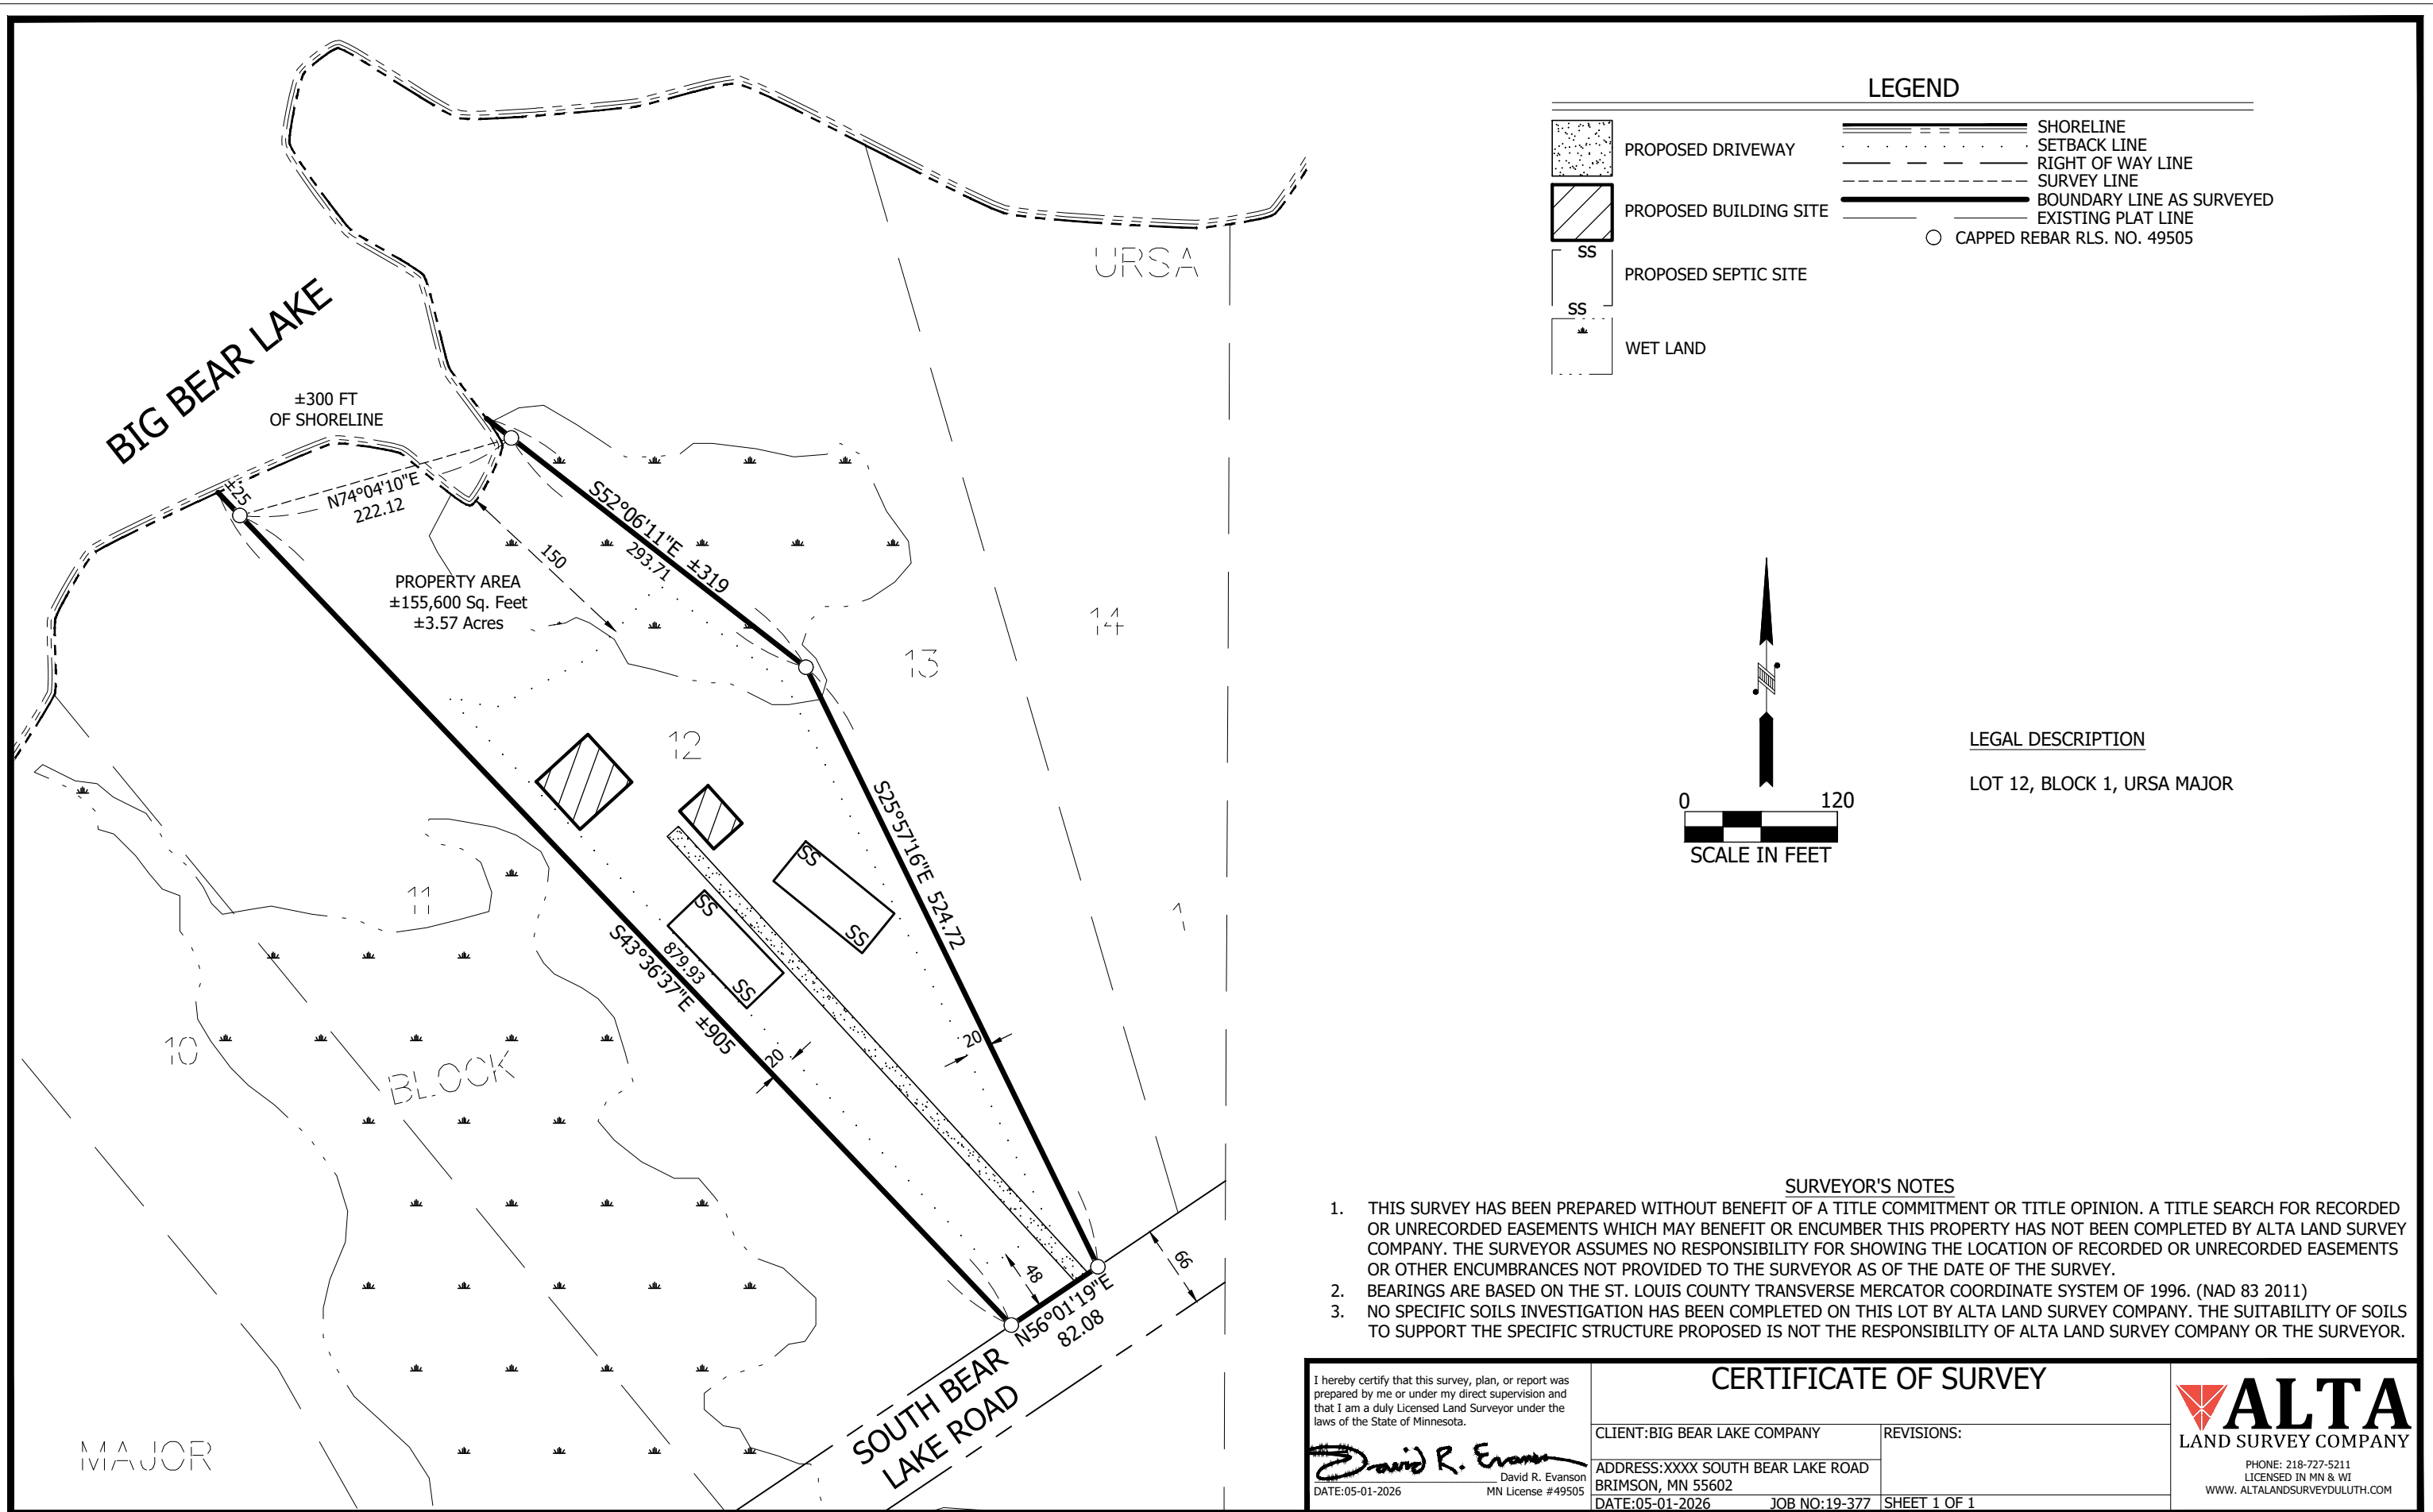 LEGEND
PROPOSED DRIVEWAY
PROPOSED BUILDING SITE
SS
PROPOSED SEPTIC SITE
SS
WET LAND
SHORELINE
SETBACK LINE
RIGHT OF WAY LINE
SURVEY LINE
BOUNDARY LINE AS SURVEYED
EXISTING PLAT LINE
CAPPED REBAR RLS. NO. 49505
URSA
BIG BEAR LAKE
±300 FT
OF SHORELINE
±25
N74°04'10"E
222.12
150
S52°06'11"E ±319
293.71
PROPERTY AREA
±155,600 Sq. Feet
±3.57 Acres
14
13
12
S25°57'16"E 524.72
SS
SS
SS
SS
11
1
879.93
S43°36'37"E ±905
20
20
10
BLOCK
48
66
N56°01'19"E
82.08
SOUTH BEAR
LAKE ROAD
MAJOR
N
0 120
SCALE IN FEET
LEGAL DESCRIPTION
LOT 12, BLOCK 1, URSA MAJOR
SURVEYOR'S NOTES
1. THIS SURVEY HAS BEEN PREPARED WITHOUT BENEFIT OF A TITLE COMMITMENT OR TITLE OPINION. A TITLE SEARCH FOR RECORDED
OR UNRECORDED EASEMENTS WHICH MAY BENEFIT OR ENCUMBER THIS PROPERTY HAS NOT BEEN COMPLETED BY ALTA LAND SURVEY
COMPANY. THE SURVEYOR ASSUMES NO RESPONSIBILITY FOR SHOWING THE LOCATION OF RECORDED OR UNRECORDED EASEMENTS
OR OTHER ENCUMBRANCES NOT PROVIDED TO THE SURVEYOR AS OF THE DATE OF THE SURVEY.
2. BEARINGS ARE BASED ON THE ST. LOUIS COUNTY TRANSVERSE MERCATOR COORDINATE SYSTEM OF 1996. (NAD 83 2011)
3. NO SPECIFIC SOILS INVESTIGATION HAS BEEN COMPLETED ON THIS LOT BY ALTA LAND SURVEY COMPANY. THE SUITABILITY OF SOILS
TO SUPPORT THE SPECIFIC STRUCTURE PROPOSED IS NOT THE RESPONSIBILITY OF ALTA LAND SURVEY COMPANY OR THE SURVEYOR.
I hereby certify that this survey, plan, or report was
prepared by me or under my direct supervision and
that I am a duly Licensed Land Surveyor under the
laws of the State of Minnesota.
David R. Evanson
David R. Evanson
DATE:05-01-2026 MN License #49505
CERTIFICATE OF SURVEY
CLIENT:BIG BEAR LAKE COMPANY
REVISIONS:
ADDRESS:XXXX SOUTH BEAR LAKE ROAD
BRIMSON, MN 55602
DATE:05-01-2026 JOB NO:19-377 SHEET 1 OF 1
ALTA
LAND SURVEY COMPANY
PHONE: 218-727-5211
LICENSED IN MN & WI
WWW. ALTALANDSURVEYDULUTH.COM